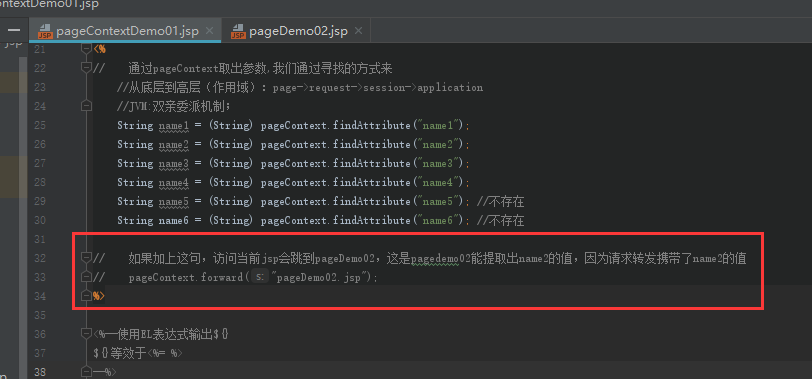 ontextDemo01.jsp
pageContextDemo01.jsp
pageDemo02.jsp
jsp
21 <%
22 // 通过pageContext取出参数,我们通过寻找的方式来
23 //从底层到高层（作用域）：page->request->session->application
24 //JVM:双亲委派机制；
25 String name1 = (String) pageContext.findAttribute("name1");
26 String name2 = (String) pageContext.findAttribute("name2");
27 String name3 = (String) pageContext.findAttribute("name3");
28 String name4 = (String) pageContext.findAttribute("name4");
29 String name5 = (String) pageContext.findAttribute("name5"); //不存在
30 String name6 = (String) pageContext.findAttribute("name6"); //不存在
31
32 // 如果加上这句，访问当前jsp会跳到pageDemo02，这是pagedemo02能提取出name2的值，因为请求转发携带了name2的值
33 // pageContext.forward( s: "pageDemo02.jsp");
34 %>
35
36 <%--使用EL表达式输出${}
37 ${}等效于<%= %>
38 --%>